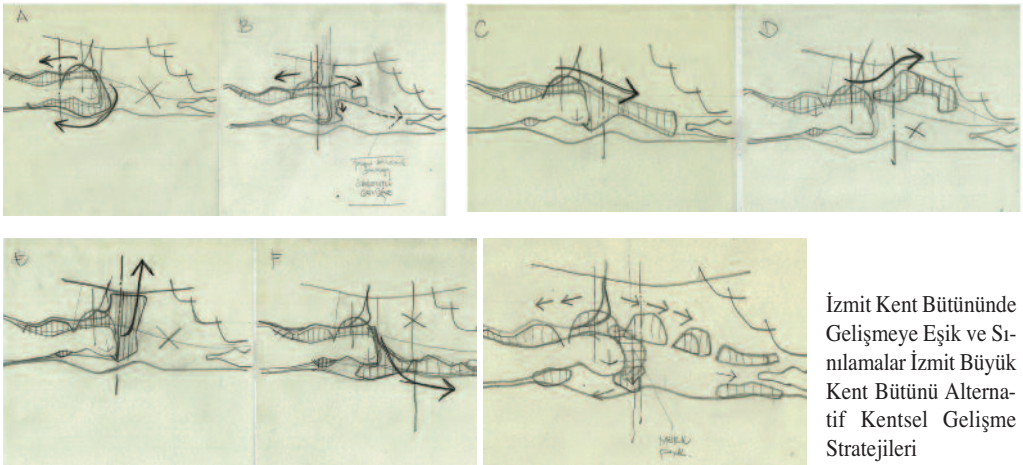 A
B
C
D
E
F
İzmit Kent Bütününde
Gelişmeye Eşik ve Sı-
nılamalar İzmit Büyük
Kent Bütünü Alterna-
tif Kentsel Gelişme
Stratejileri